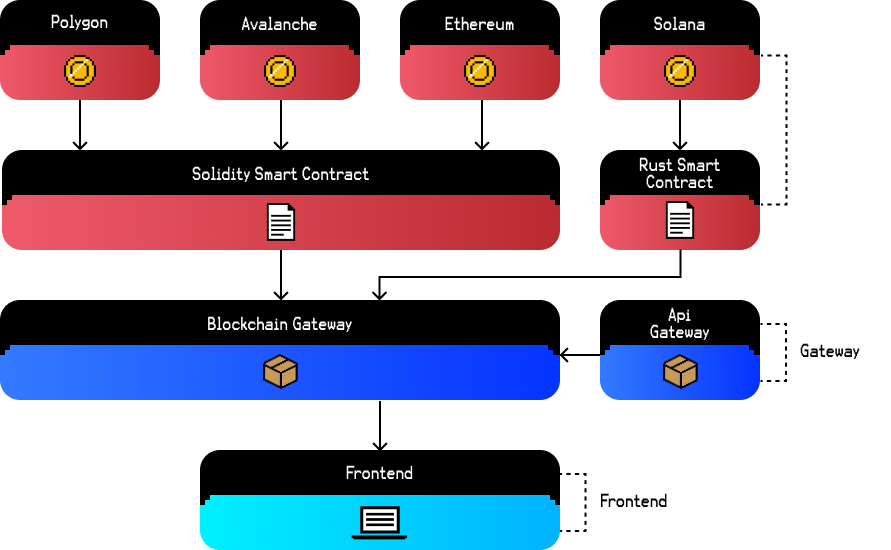 Polygon
Avalanche
Ethereum
Solana
Solidity Smart Contract
Rust Smart
Contract
Blockchain Gateway
Api
Gateway
Gateway
Frontend
Frontend